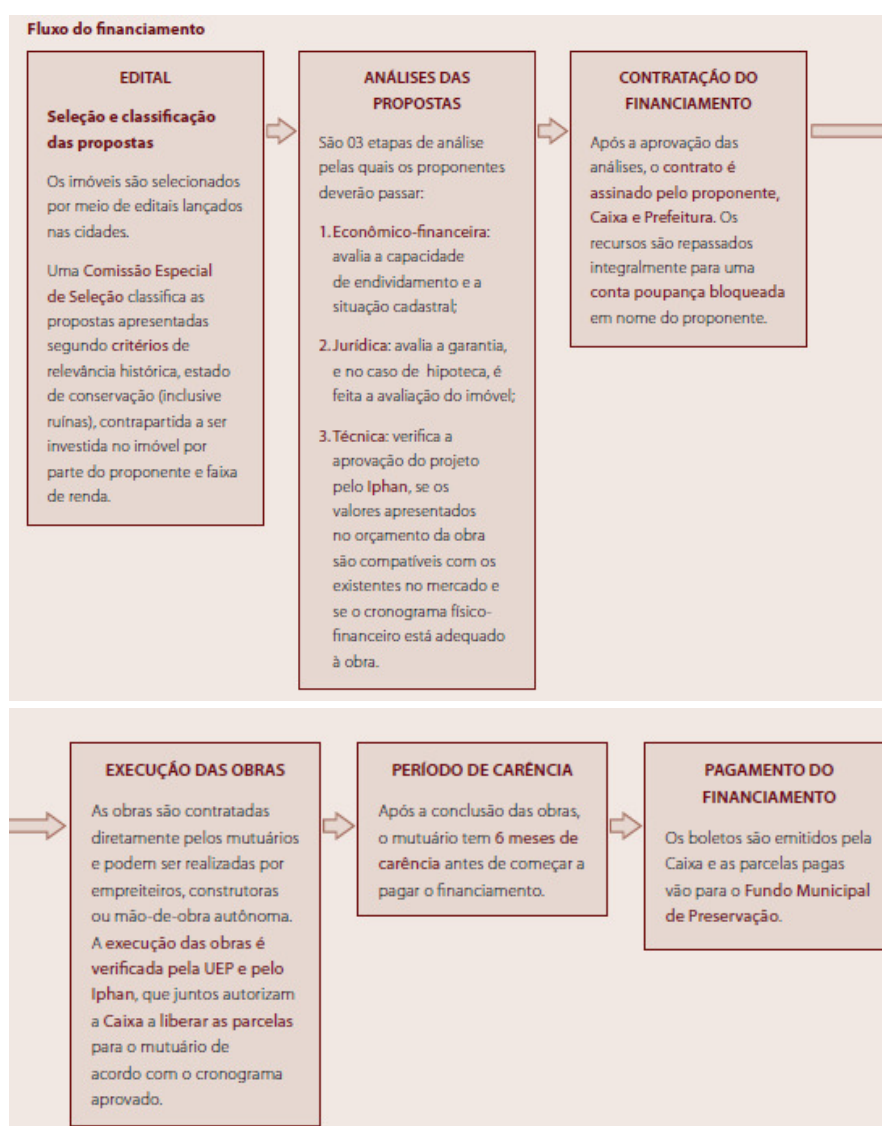 Fluxo do financiamento
EDITAL
Seleção e classificação
das propostas
Os imóveis são selecionados
por meio de editais lançados
nas cidades.
Uma Comissão Especial
de Seleção classifica as
propostas apresentadas
segundo critérios de
relevância histórica, estado
de conservação (inclusive
ruínas), contrapartida a ser
investida no imóvel por
parte do proponente e faixa
de renda.
ANÁLISES DAS
PROPOSTAS
São 03 etapas de análise
pelas quais os proponentes
deverão passar:
1. Econômico-financeira:
avalia a capacidade
de endividamento e a
situação cadastral;
2. Jurídica: avalia a garantia,
e no caso de hipoteca, é
feita a avaliação do imóvel;
3. Técnica: verifica a
aprovação do projeto
pelo Iphan, se os
valores apresentados
no orçamento da obra
são compatíveis com os
existentes no mercado e
se o cronograma físico-
financeiro está adequado
à obra.
CONTRATAÇÃO DO
FINANCIAMENTO
Após a aprovação das
análises, o contrato é
assinado pelo proponente,
Caixa e Prefeitura. Os
recursos são repassados
integralmente para uma
conta poupança bloqueada
em nome do proponente.
EXECUÇÃO DAS OBRAS
As obras são contratadas
diretamente pelos mutuários
e podem ser realizadas por
empreiteiros, construtoras
ou mão-de-obra autônoma.
A execução das obras é
verificada pela UEP e pelo
Iphan, que juntos autorizam
a Caixa a liberar as parcelas
para o mutuário de
acordo com o cronograma
aprovado.
PERÍODO DE CARÊNCIA
Após a conclusão das obras,
o mutuário tem 6 meses de
carência antes de começar a
pagar o financiamento.
PAGAMENTO DO
FINANCIAMENTO
Os boletos são emitidos pela
Caixa e as parcelas pagas
vão para o Fundo Municipal
de Preservação.